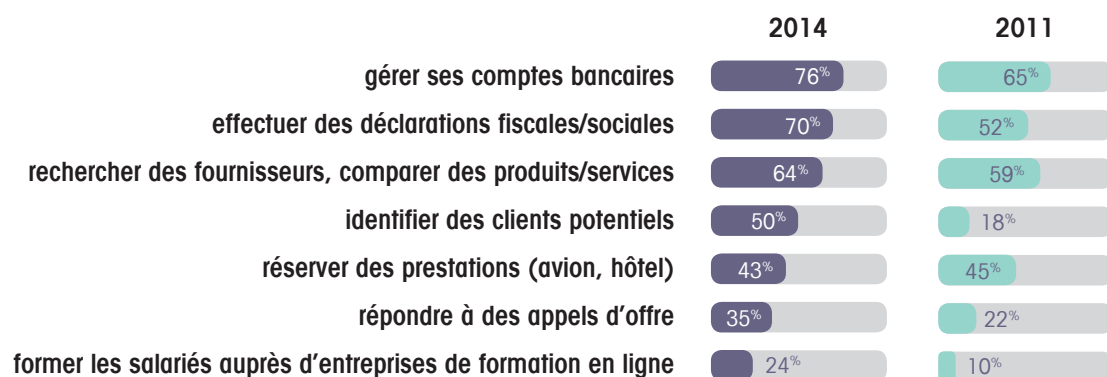 2014 2011
gérer ses comptes bancaires 76% 65%
effectuer des déclarations fiscales/sociales 70% 52%
rechercher des fournisseurs, comparer des produits/services 64% 59%
identifier des clients potentiels 50% 18%
réserver des prestations (avion, hôtel) 43% 45%
répondre à des appels d’offre 35% 22%
former les salariés auprès d’entreprises de formation en ligne 24% 10%